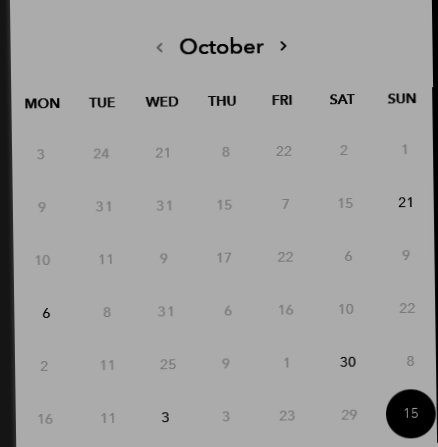 ‹ October ›
MON TUE WED THU FRI SAT SUN
3 24 21 8 22 2 1
9 31 31 15 7 15 21
10 11 9 17 22 6 9
6 8 31 6 16 10 22
2 11 25 9 1 30 8
16 11 3 3 23 29 15